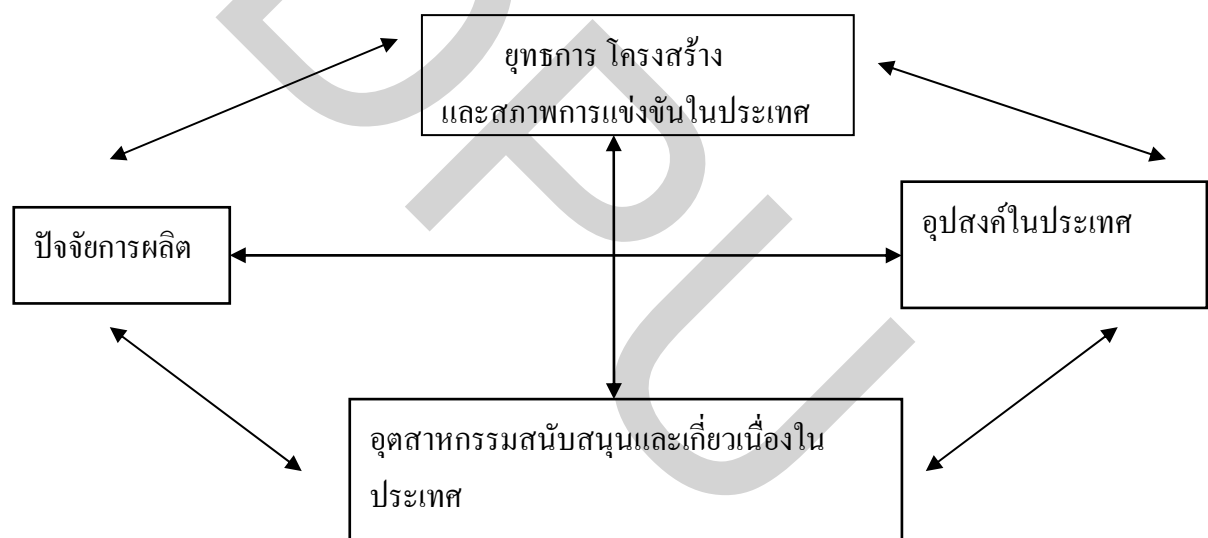 ยุทธการ โครงสร้าง
และสภาพการแข่งขันในประเทศ
ปัจจัยการผลิต
อุปสงค์ในประเทศ
อุตสาหกรรมสนับสนุนและเกี่ยวเนื่องใน
ประเทศ
DPU